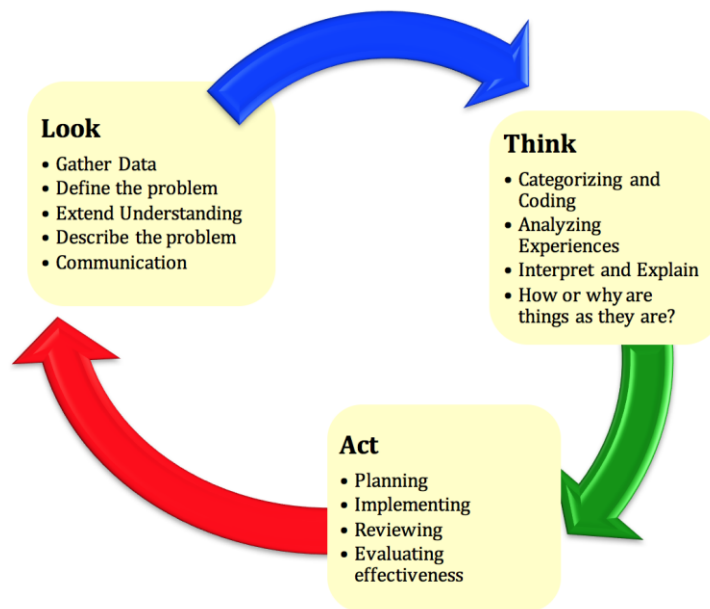 Look
• Gather Data
• Define the problem
• Extend Understanding
• Describe the problem
• Communication
Think
• Categorizing and
Coding
• Analyzing
Experiences
• Interpret and Explain
• How or why are
things as they are?
Act
• Planning
• Implementing
• Reviewing
• Evaluating
effectiveness